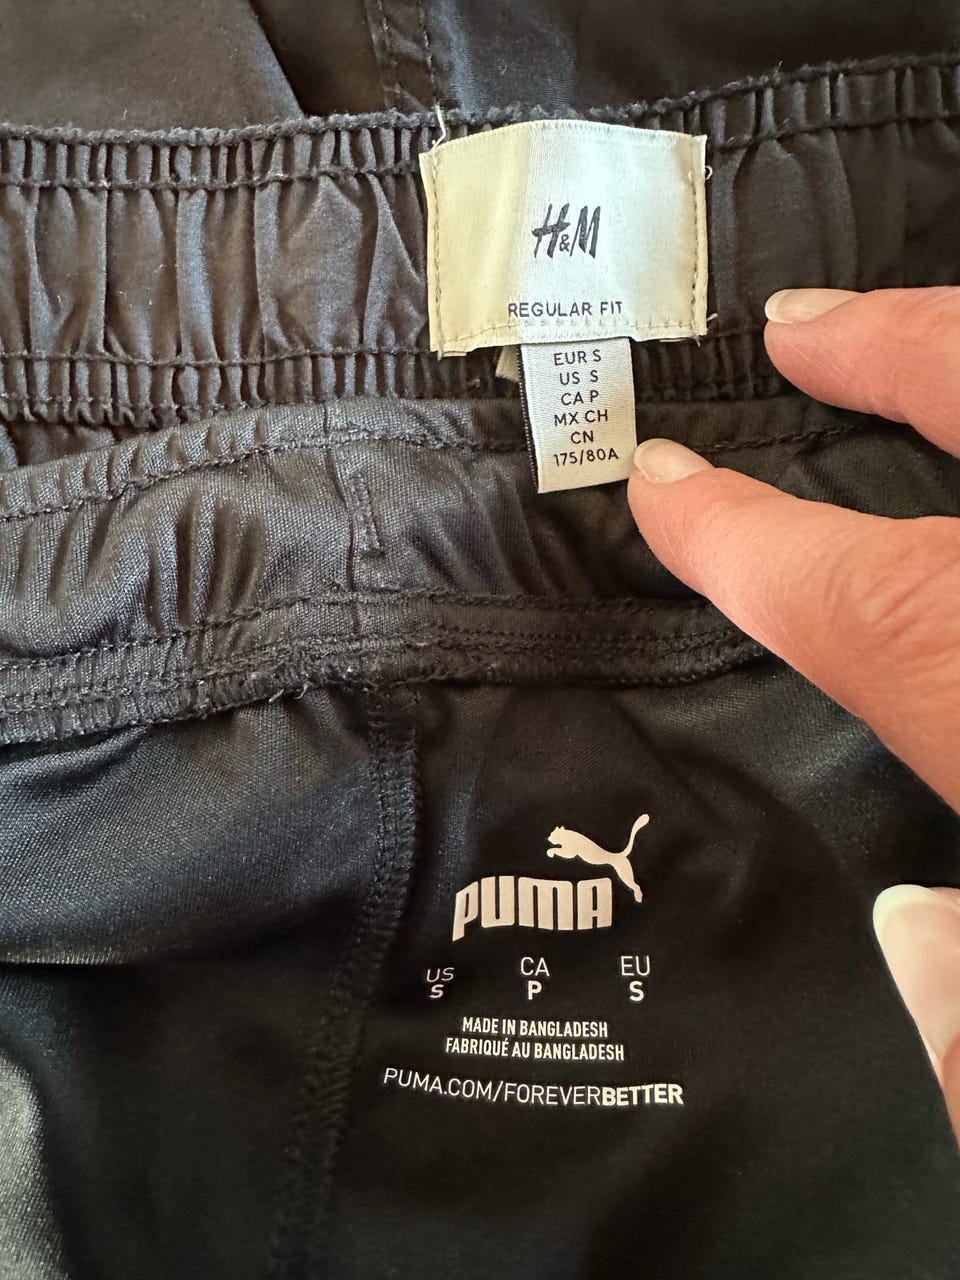 H&M
REGULAR FIT
EUR S
US S
CA P
MX CH
CN
175/80A
PUMA
US CA EU
S P S
MADE IN BANGLADESH
FABRIQUÉ AU BANGLADESH
PUMA.COM/FOREVERBETTER